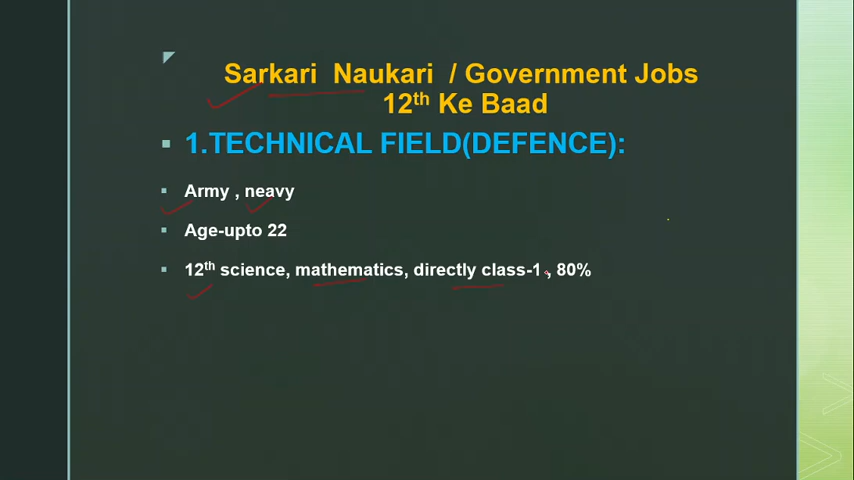 Sarkari Naukari / Government Jobs
12th Ke Baad
1.TECHNICAL FIELD(DEFENCE):
Army , neavy
Age-upto 22
12th science, mathematics, directly class-1 , 80%